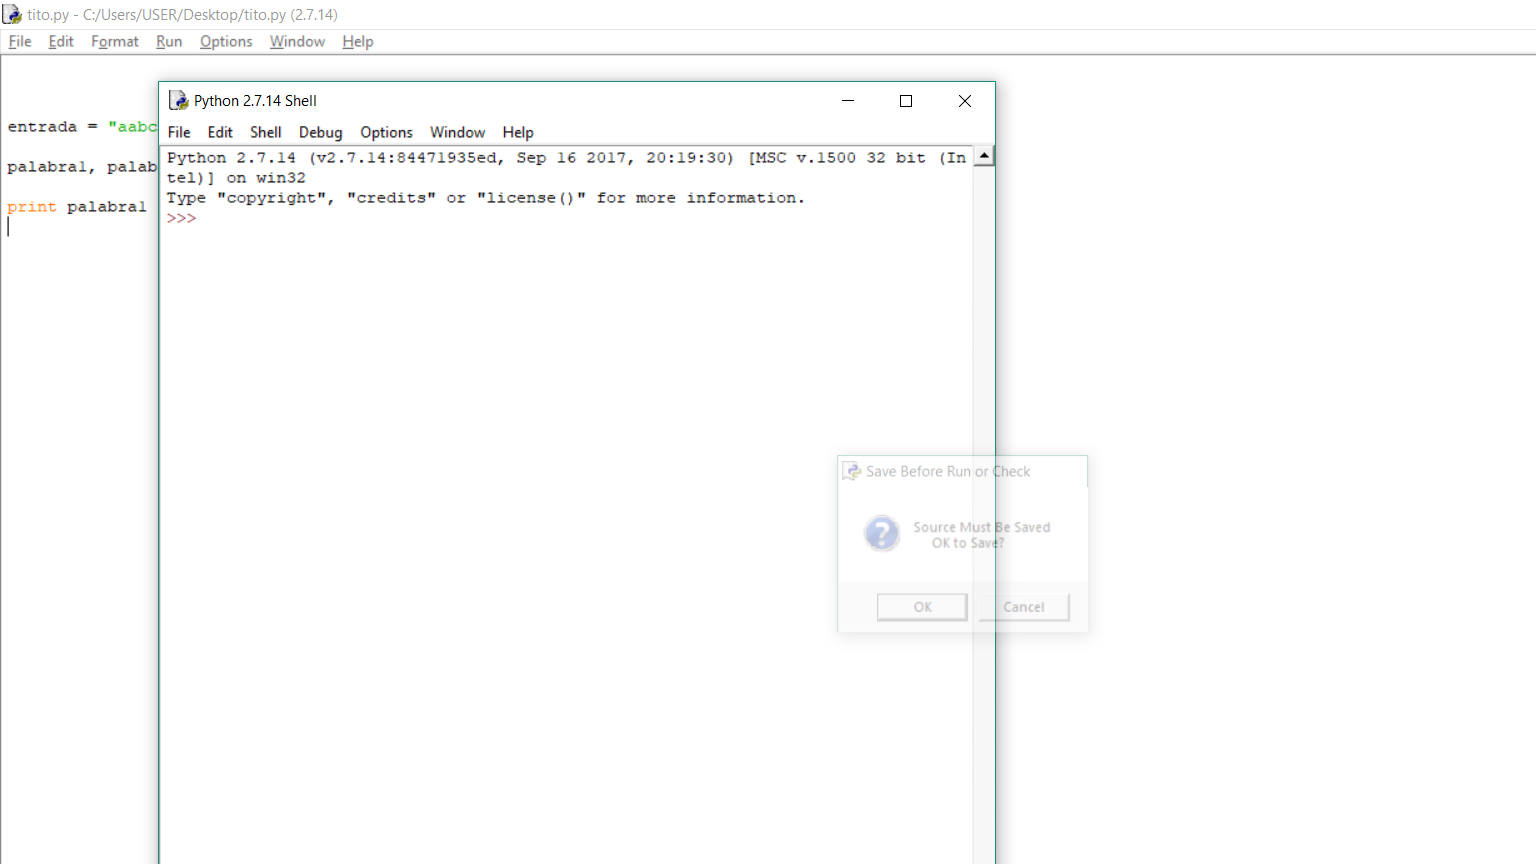 tito.py - C:/Users/USER/Desktop/tito.py (2.7.14)
File Edit Format Run Options Window Help
entrada = "aabc
palabra1, palab
print palabra1
Python 2.7.14 Shell
File Edit Shell Debug Options Window Help
Python 2.7.14 (v2.7.14:84471935ed, Sep 16 2017, 20:19:30) [MSC v.1500 32 bit (In
tel)] on win32
Type "copyright", "credits" or "license()" for more information.
>>>
Save Before Run or Check
Source Must Be Saved
OK to Save?
OK Cancel